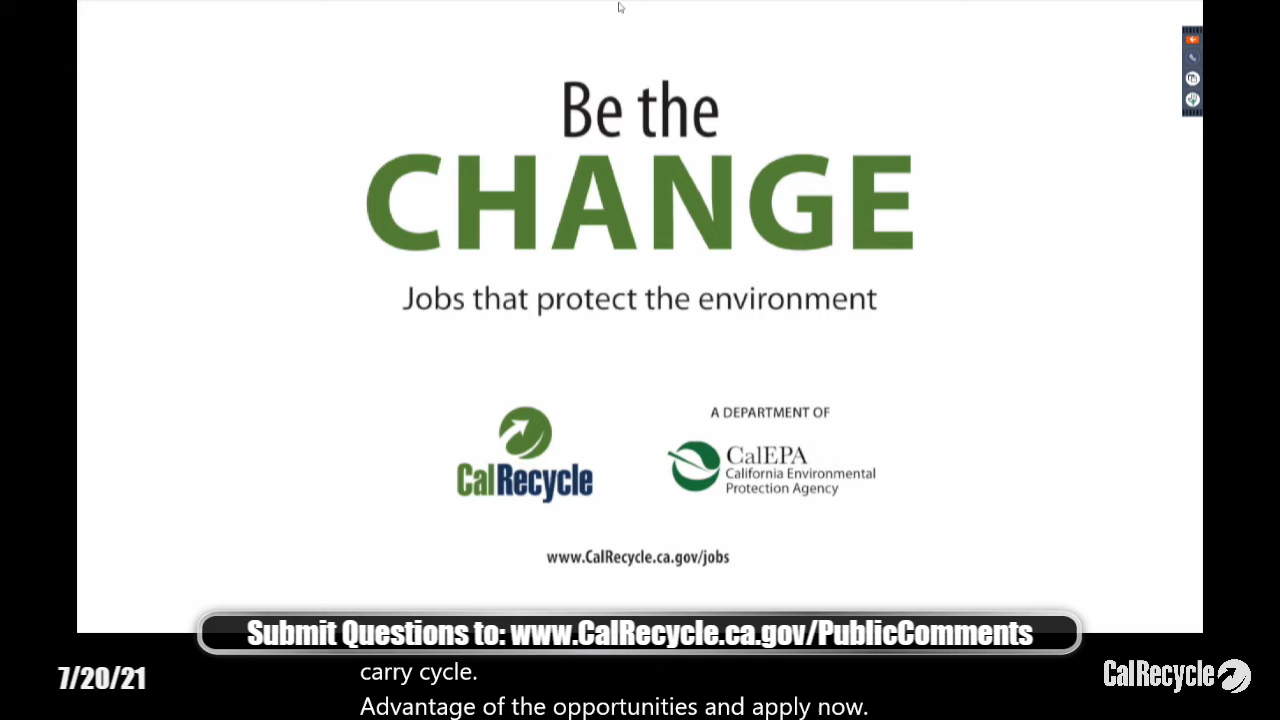 Be the
CHANGE
Jobs that protect the environment
CalRecycle
A DEPARTMENT OF
CalEPA
California Environmental
Protection Agency
www.CalRecycle.ca.gov/jobs
Submit Questions to: www.CalRecycle.ca.gov/PublicComments
7/20/21
carry cycle.
Advantage of the opportunities and apply now.
CalRecycle